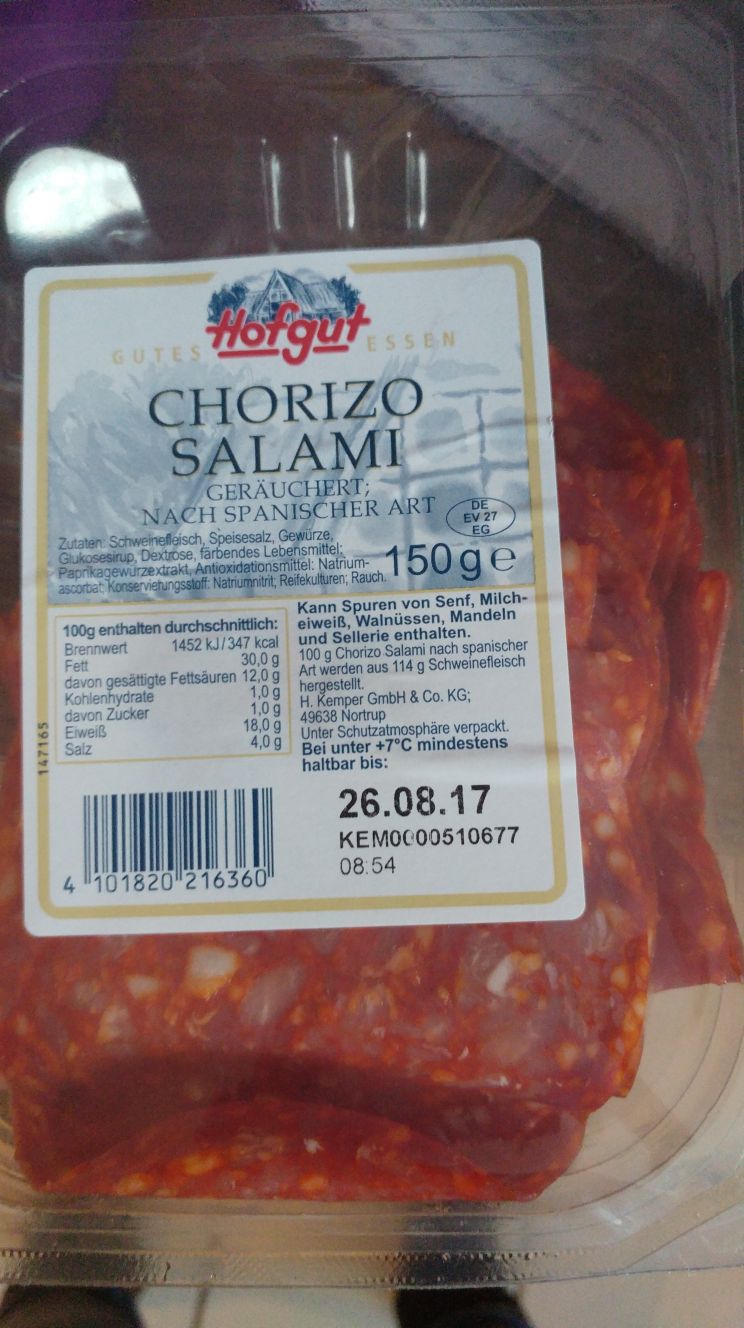 Hofgut
GUTES ESSEN
CHORIZO
SALAMI
GERÄUCHERT;
NACH SPANISCHER ART
DE
EV 27
EG
Zutaten: Schweinefleisch, Speisesalz, Gewürze,
Glukosesirup, Dextrose, färbendes Lebensmittel:
Paprikagewürzextrakt, Antioxidationsmittel: Natrium-
ascorbat; Konservierungsstoff: Natriumnitrit; Reifekulturen; Rauch.
150 g e
100g enthalten durchschnittlich:
Brennwert 1452 kJ/347 kcal
Fett 30,0 g
davon gesättigte Fettsäuren 12,0 g
Kohlenhydrate 1,0 g
davon Zucker 1,0 g
Eiweiß 18,0 g
Salz 4,0 g
Kann Spuren von Senf, Milch-
eiweiß, Walnüssen, Mandeln
und Sellerie enthalten.
100 g Chorizo Salami nach spanischer
Art werden aus 114 g Schweinefleisch
hergestellt.
H. Kemper GmbH & Co. KG;
49638 Nortrup
Unter Schutzatmosphäre verpackt.
Bei unter +7°C mindestens
haltbar bis:
147165
26.08.17
KEM0000510677
08:54
4 101820 216360